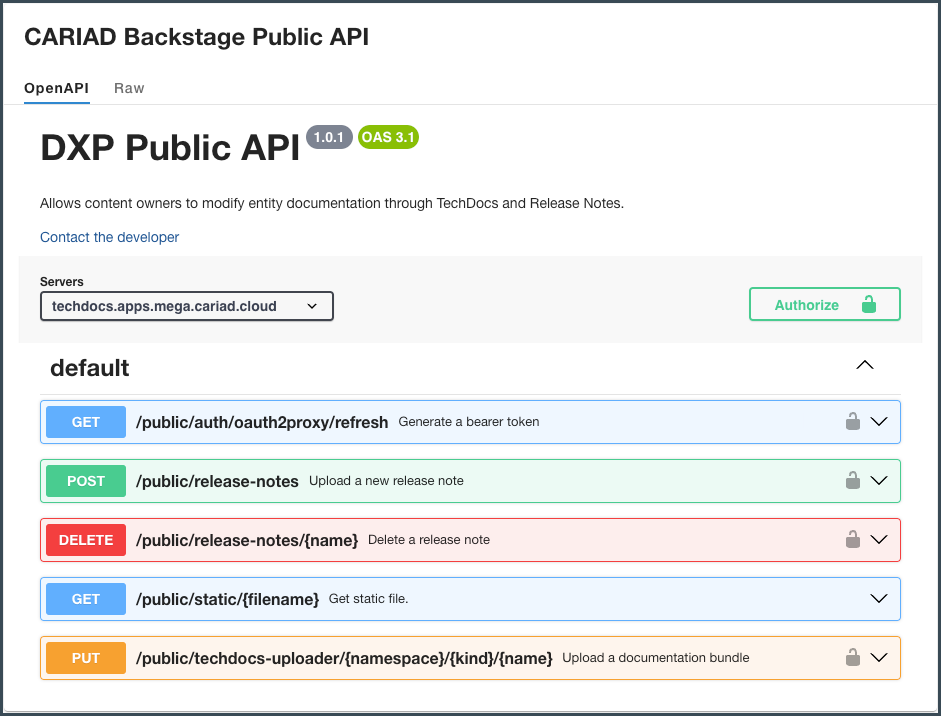 CARIAD Backstage Public API
OpenAPI Raw
DXP Public API 1.0.1 OAS 3.1
Allows content owners to modify entity documentation through TechDocs and Release Notes.
Contact the developer
Servers
techdocs.apps.mega.cariad.cloud
Authorize
default
GET /public/auth/oauth2proxy/refresh Generate a bearer token
POST /public/release-notes Upload a new release note
DELETE /public/release-notes/{name} Delete a release note
GET /public/static/{filename} Get static file.
PUT /public/techdocs-uploader/{namespace}/{kind}/{name} Upload a documentation bundle